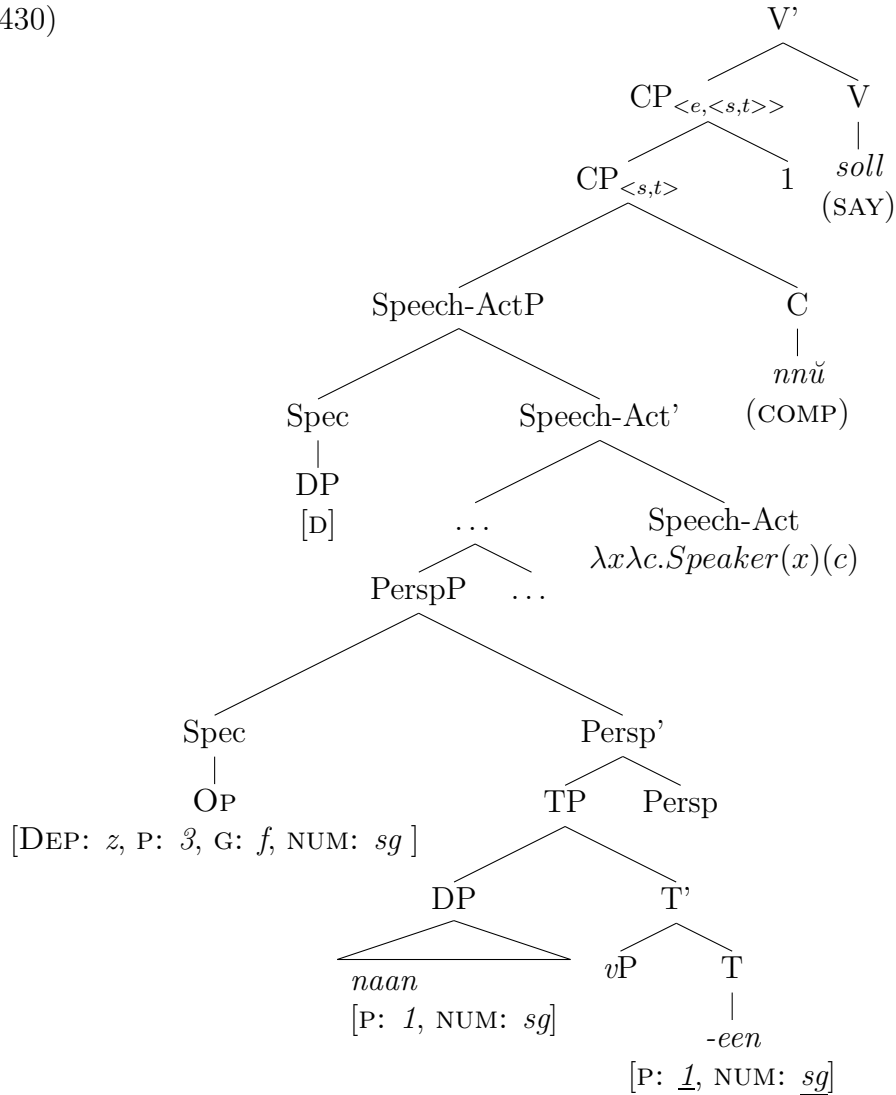 430)
V'
CP<e,<s,t>> V
soll
CP<s,t> 1
(SAY)
Speech-ActP C
nnŭ
(COMP)
Spec Speech-Act'
DP
[D]
... Speech-Act
λxλc.Speaker(x)(c)
PerspP ...
Spec Persp'
OP TP Persp
[DEP: z, P: 3, G: f, NUM: sg ]
DP T'
naan vP T
[P: 1, NUM: sg]
-een
[P: 1, NUM: sg]